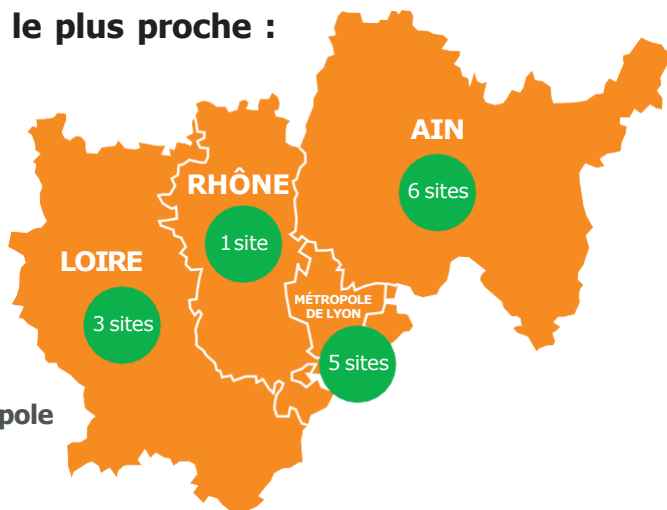 le plus proche :
AIN
6 sites
RHÔNE
1 site
LOIRE
3 sites
MÉTROPOLE
DE LYON
5 sites
pole